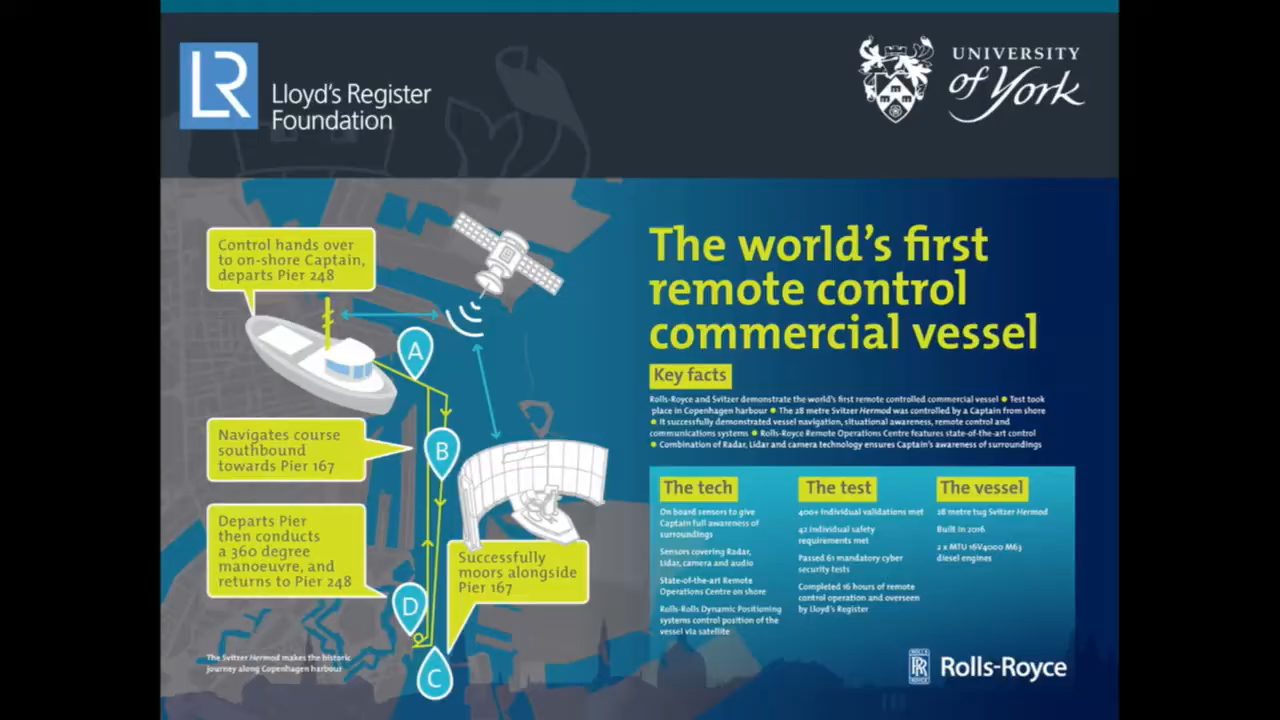 LR
Lloyd's Register
Foundation
UNIVERSITY
of York
Control hands over
to on-shore Captain,
departs Pier 248
A
Navigates course
southbound
towards Pier 167
B
Departs Pier
then conducts
a 360 degree
manoeuvre, and
returns to Pier 248
Successfully
moors alongside
Pier 167
D
C
The Svitzer Hermod makes the historic
journey along Copenhagen harbour
The world's first
remote control
commercial vessel
Key facts
Rolls-Royce and Svitzer demonstrate the world's first remote controlled commercial vessel ● Test took
place in Copenhagen harbour ● The 28 metre Svitzer Hermod was controlled by a Captain from shore
● It successfully demonstrated vessel navigation, situational awareness, remote control and
communications systems ● Rolls-Royce Remote Operations Centre features state-of-the-art control
● Combination of Radar, Lidar and camera technology ensures Captain's awareness of surroundings
The tech
On board sensors to give
Captain full awareness of
surroundings
Sensors covering Radar,
Lidar, camera and audio
State-of-the-art Remote
Operations Centre on shore
Rolls-Rolls Dynamic Positioning
systems control position of the
vessel via satellite
The test
400+ individual validations met
42 individual safety
requirements met
Passed 61 mandatory cyber
security tests
Completed 16 hours of remote
control operation and overseen
by Lloyd's Register
The vessel
28 metre tug Svitzer Hermod
Built in 2016
2 x MTU 16V4000 M63
diesel engines
ROLLS
RR
ROYCE
Rolls-Royce